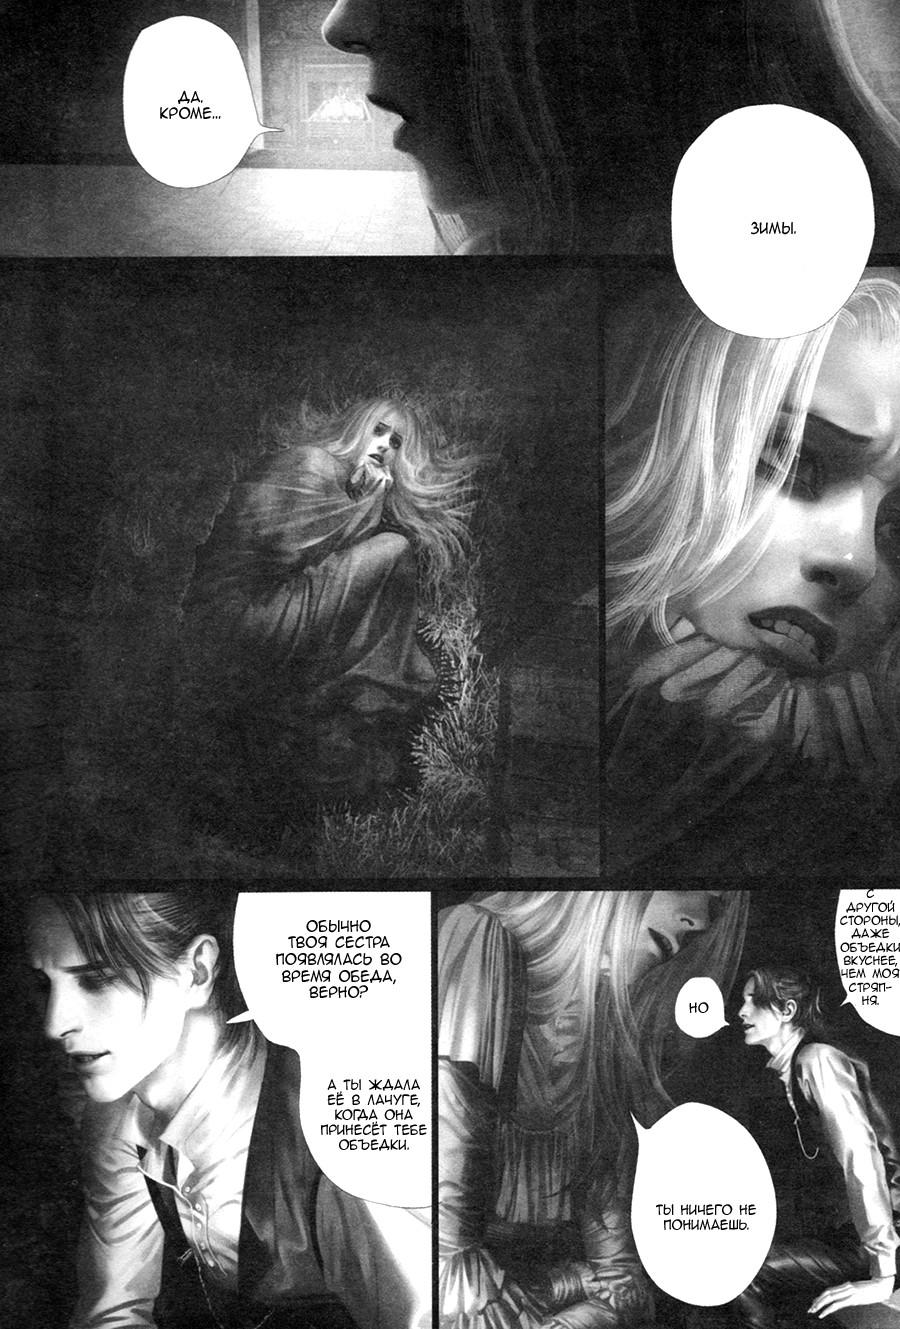 ДА,
КРОМЕ...
ЗИМЫ.
ОБЫЧНО
ТВОЯ СЕСТРА
ПОЯВЛЯЛАСЬ ВО
ВРЕМЯ ОБЕДА,
ВЕРНО?
А ТЫ ЖДАЛА
ЕЁ В ЛАЧУГЕ,
КОГДА ОНА
ПРИНЕСЁТ ТЕБЕ
ОБЪЕДКИ.
С
ДРУГОЙ
СТОРОНЫ,
ДАЖЕ
ОБЪЕДКИ
ВКУСНЕЕ,
ЧЕМ МОЯ
СТРЯП-
НЯ.
НО
ТЫ НИЧЕГО НЕ
ПОНИМАЕШЬ.